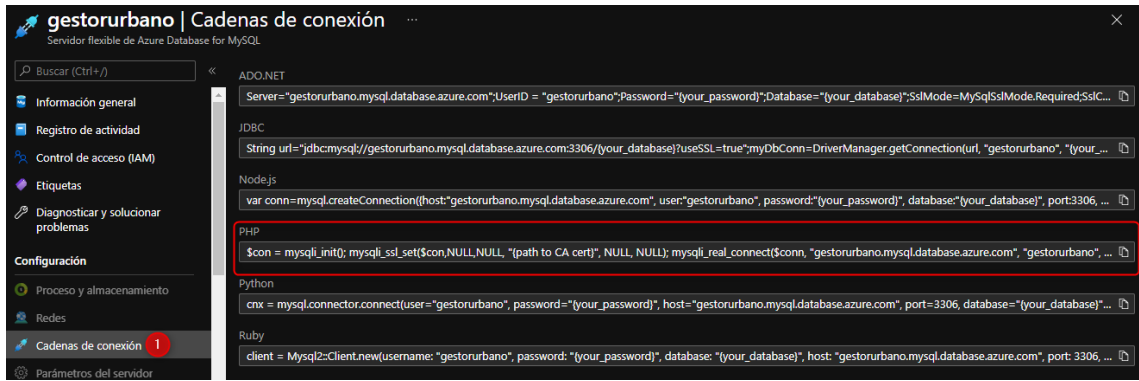 gestorurbano | Cadenas de conexión ...
Servidor flexible de Azure Database for MySQL
Buscar (Ctrl+/)
Información general
Registro de actividad
Control de acceso (IAM)
Etiquetas
Diagnosticar y solucionar
problemas
Configuración
Proceso y almacenamiento
Redes
Cadenas de conexión 1
Parámetros del servidor
ADO.NET
Server="gestorurbano.mysql.database.azure.com";UserID = "gestorurbano";Password="{your_password}";Database="{your_database}";SslMode=MySqlSslMode.Required;SslC...
JDBC
String url="jdbc:mysql://gestorurbano.mysql.database.azure.com:3306/{your_database}?useSSL=true";myDbConn=DriverManager.getConnection(url, "gestorurbano", "{your_...
Node.js
var conn=mysql.createConnection({host:"gestorurbano.mysql.database.azure.com", user:"gestorurbano", password:"{your_password}", database:"{your_database}", port:3306, ...
PHP
$con = mysqli_init(); mysqli_ssl_set($con,NULL,NULL, "{path to CA cert}", NULL, NULL); mysqli_real_connect($conn, "gestorurbano.mysql.database.azure.com", "gestorurbano", ...
Python
cnx = mysql.connector.connect(user="gestorurbano", password="{your_password}", host="gestorurbano.mysql.database.azure.com", port=3306, database="{your_database}"...
Ruby
client = Mysql2::Client.new(username: "gestorurbano", password: "{your_password}", database: "{your_database}", host: "gestorurbano.mysql.database.azure.com", port: 3306, ...